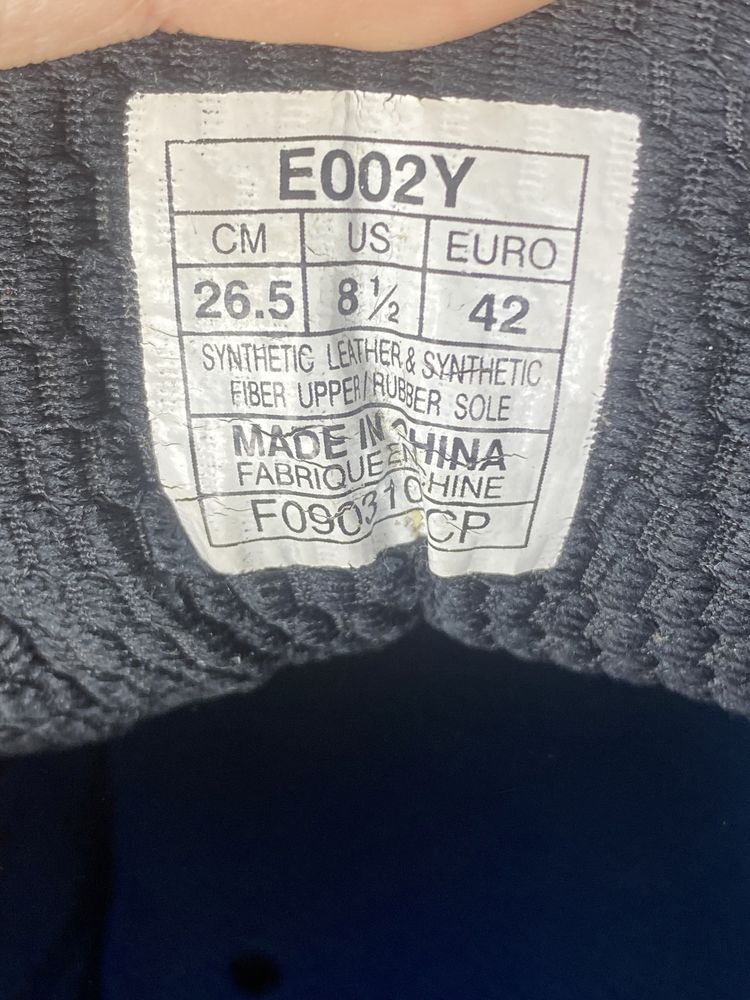 E002Y
CM US EURO
26.5 8½ 42
SYNTHETIC LEATHER & SYNTHETIC
FIBER UPPER/RUBBER SOLE
MADE IN CHINA
FABRIQUE EN CHINE
F090310 CP